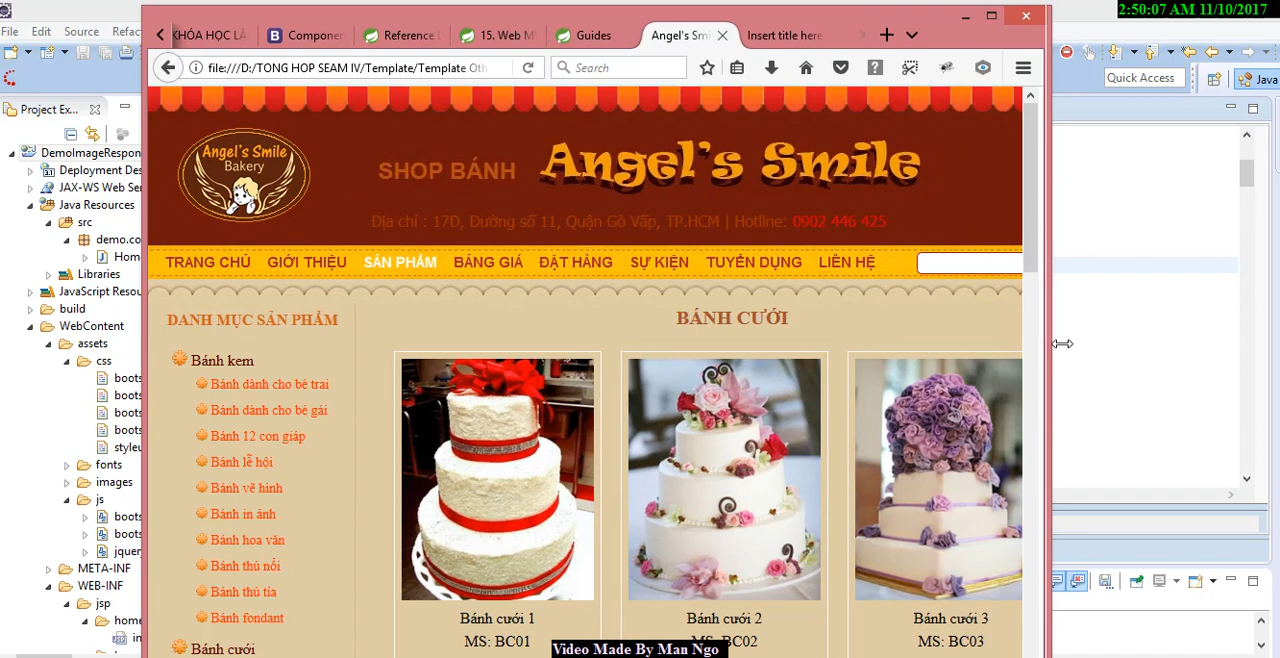 2:50:07 AM 11/10/2017
File Edit Source Refac
KHÓA HỌC LẬ
Componen
Reference
15. Web M
Guides
Angel's Sm
Insert title here
file:///D:/TONG HOP SEAM IV/Template/Template Oth
Search
Quick Access
Java
Project Ex...
DemoImageRespon
Deployment Des
JAX-WS Web Ser
Java Resources
src
demo.co
Hom
Libraries
JavaScript Resou
build
WebContent
assets
css
boots
boots
boots
boots
styleu
fonts
images
js
boots
boots
jquer
META-INF
WEB-INF
jsp
home
in
Angel's Smile
Bakery
SHOP BÁNH Angel's Smile
Địa chỉ : 17D, Đường số 11, Quận Gò Vấp, TP.HCM | Hotline: 0902 446 425
TRANG CHỦ GIỚI THIỆU SẢN PHẨM BẢNG GIÁ ĐẶT HÀNG SỰ KIỆN TUYỂN DỤNG LIÊN HỆ
DANH MỤC SẢN PHẨM
Bánh kem
Bánh dành cho bé trai
Bánh dành cho bé gái
Bánh 12 con giáp
Bánh lễ hội
Bánh vẽ hình
Bánh in ảnh
Bánh hoa văn
Bánh thú nổi
Bánh thú tía
Bánh fondant
Bánh cưới
BÁNH CƯỚI
Bánh cưới 1
MS: BC01
Bánh cưới 2
MS: BC02
Bánh cưới 3
MS: BC03
Video Made By Man Ngo